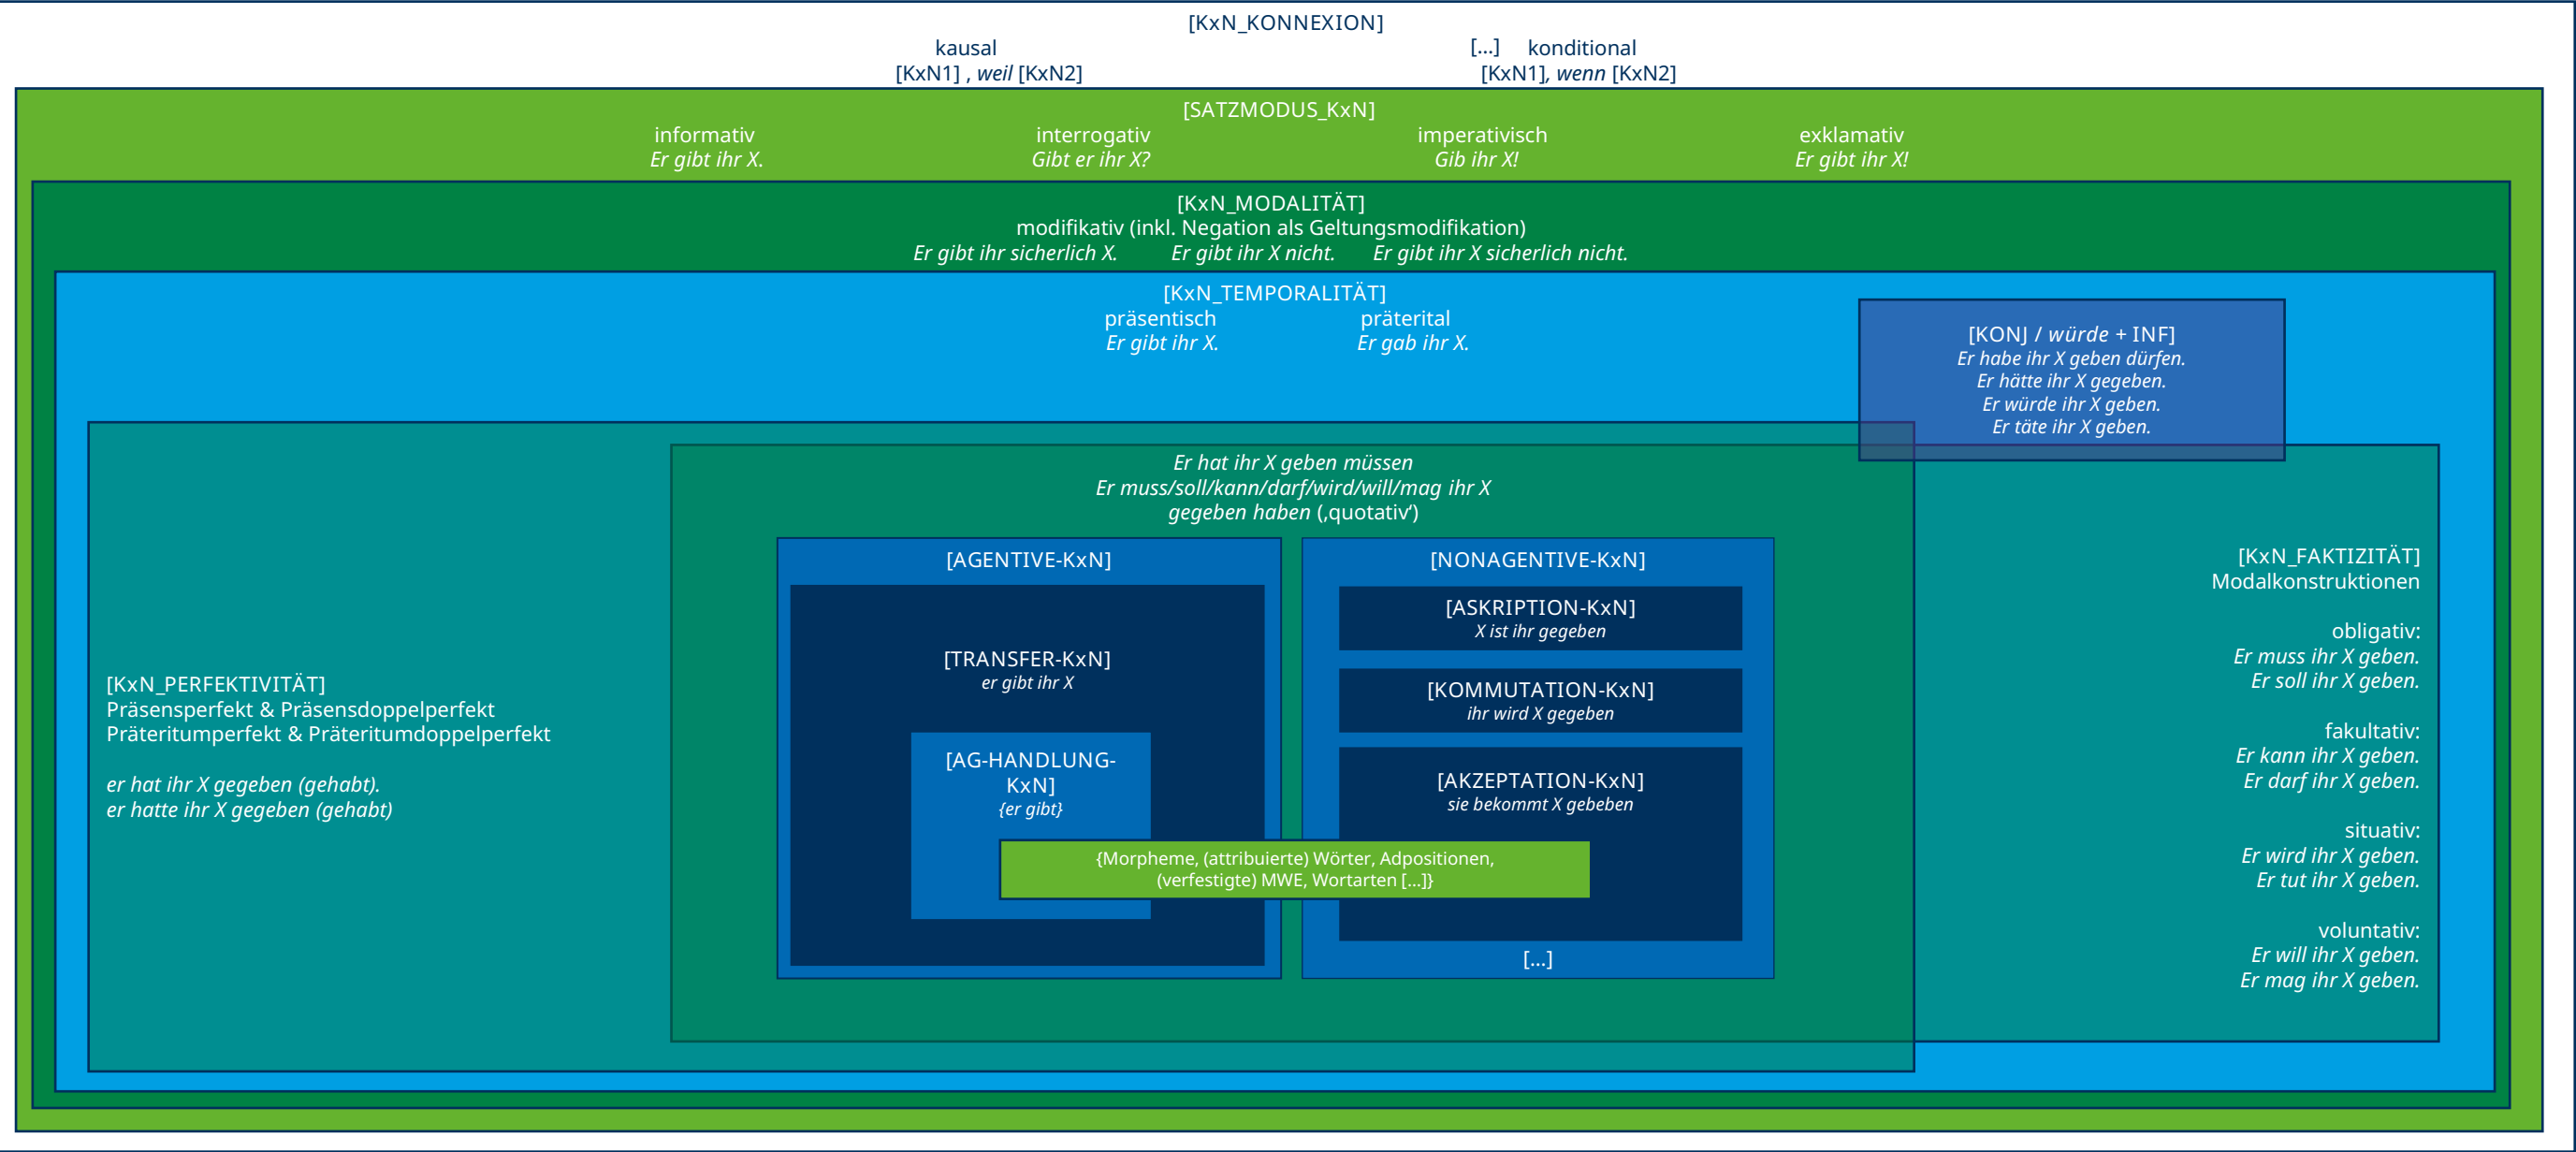 [KxN_KONNEXION]
kausal
[...] konditional
[KxN1] , weil [KxN2]
[KxN1], wenn [KxN2]
[SATZMODUS_KxN]
informativ
interrogativ
imperativisch
exklamativ
Er gibt ihr X.
Gibt er ihr X?
Gib ihr X!
Er gibt ihr X!
[KxN_MODALITÄT]
modifikativ (inkl. Negation als Geltungsmodifikation)
Er gibt ihr sicherlich X. Er gibt ihr X nicht. Er gibt ihr X sicherlich nicht.
[KxN_TEMPORALITÄT]
präsentisch
präterital
Er gibt ihr X.
Er gab ihr X.
[KONJ / würde + INF]
Er habe ihr X geben dürfen.
Er hätte ihr X gegeben.
Er würde ihr X geben.
Er täte ihr X geben.
Er hat ihr X geben müssen
Er muss/soll/kann/darf/wird/will/mag ihr X
gegeben haben (‚quotativ‘)
[KxN_PERFEKTIVITÄT]
Präsensperfekt & Präsensdoppelperfekt
Präteritumperfekt & Präteritumdoppelperfekt
er hat ihr X gegeben (gehabt).
er hatte ihr X gegeben (gehabt)
[AGENTIVE-KxN]
[TRANSFER-KxN]
er gibt ihr X
[AG-HANDLUNG-
KxN]
{er gibt}
[NONAGENTIVE-KxN]
[ASKRIPTION-KxN]
X ist ihr gegeben
[KOMMUTATION-KxN]
ihr wird X gegeben
[AKZEPTATION-KxN]
sie bekommt X gebeben
{Morpheme, (attribuierte) Wörter, Adpositionen,
(verfestigte) MWE, Wortarten [...]}
[...]
[KxN_FAKTIZITÄT]
Modalkonstruktionen
obligativ:
Er muss ihr X geben.
Er soll ihr X geben.
fakultativ:
Er kann ihr X geben.
Er darf ihr X geben.
situativ:
Er wird ihr X geben.
Er tut ihr X geben.
voluntativ:
Er will ihr X geben.
Er mag ihr X geben.